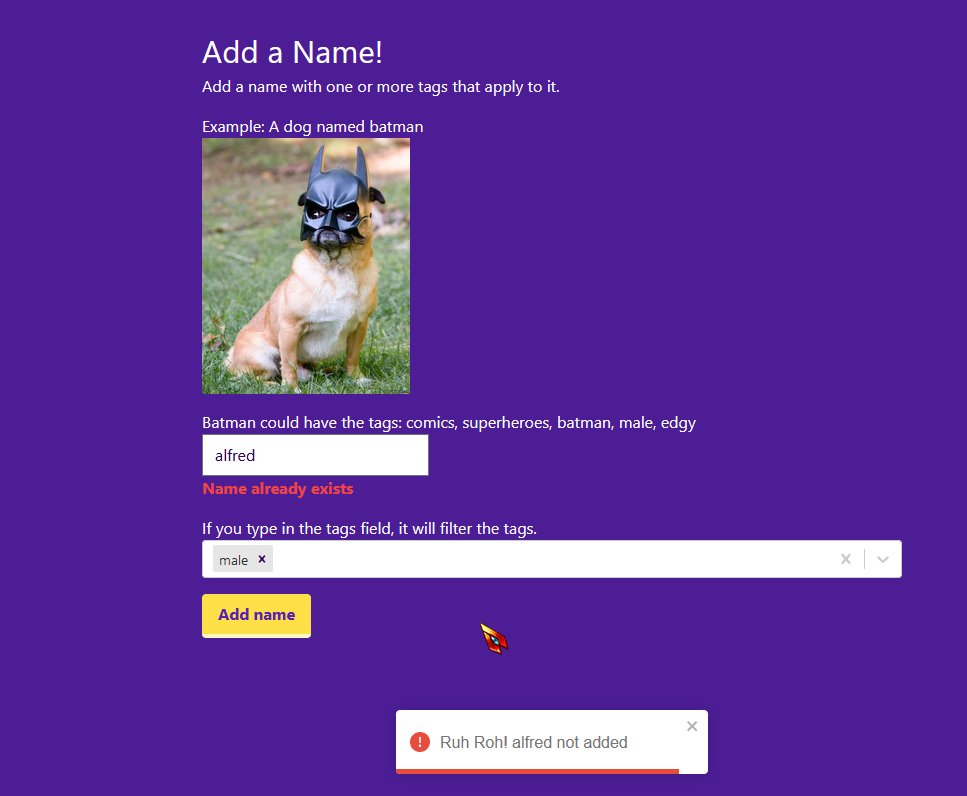 Add a Name!
Add a name with one or more tags that apply to it.
Example: A dog named batman
Batman could have the tags: comics, superheroes, batman, male, edgy
alfred
Name already exists
If you type in the tags field, it will filter the tags.
male
Add name
Ruh Roh! alfred not added